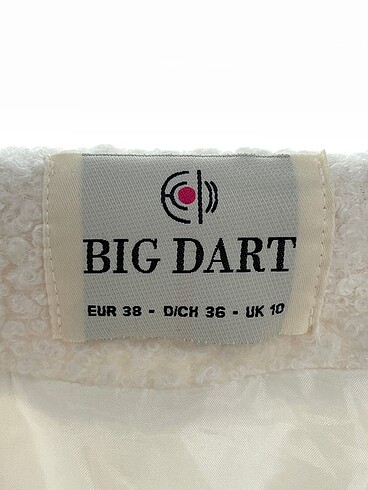 BIG DART
EUR 38 - D/CH 36 - UK 10